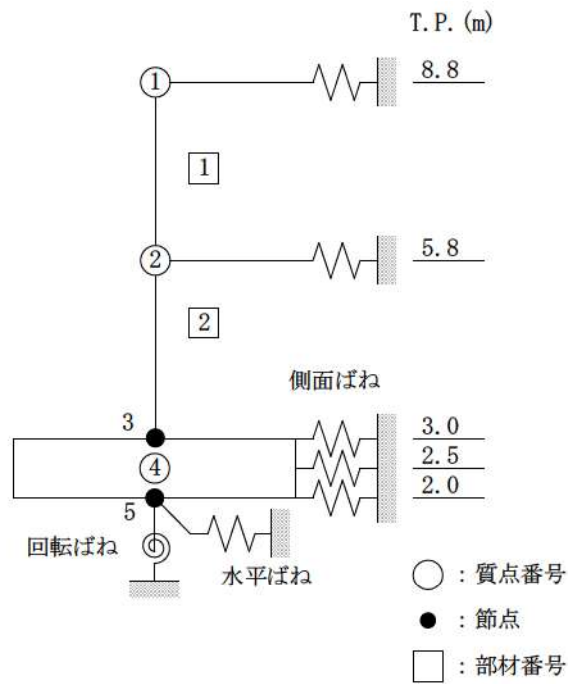 T.P.(m)
① 8.8
1
② 5.8
2
側面ばね
3 3.0
④ 2.5
5 2.0
回転ばね
水平ばね
○ : 質点番号
● : 節点
□ : 部材番号